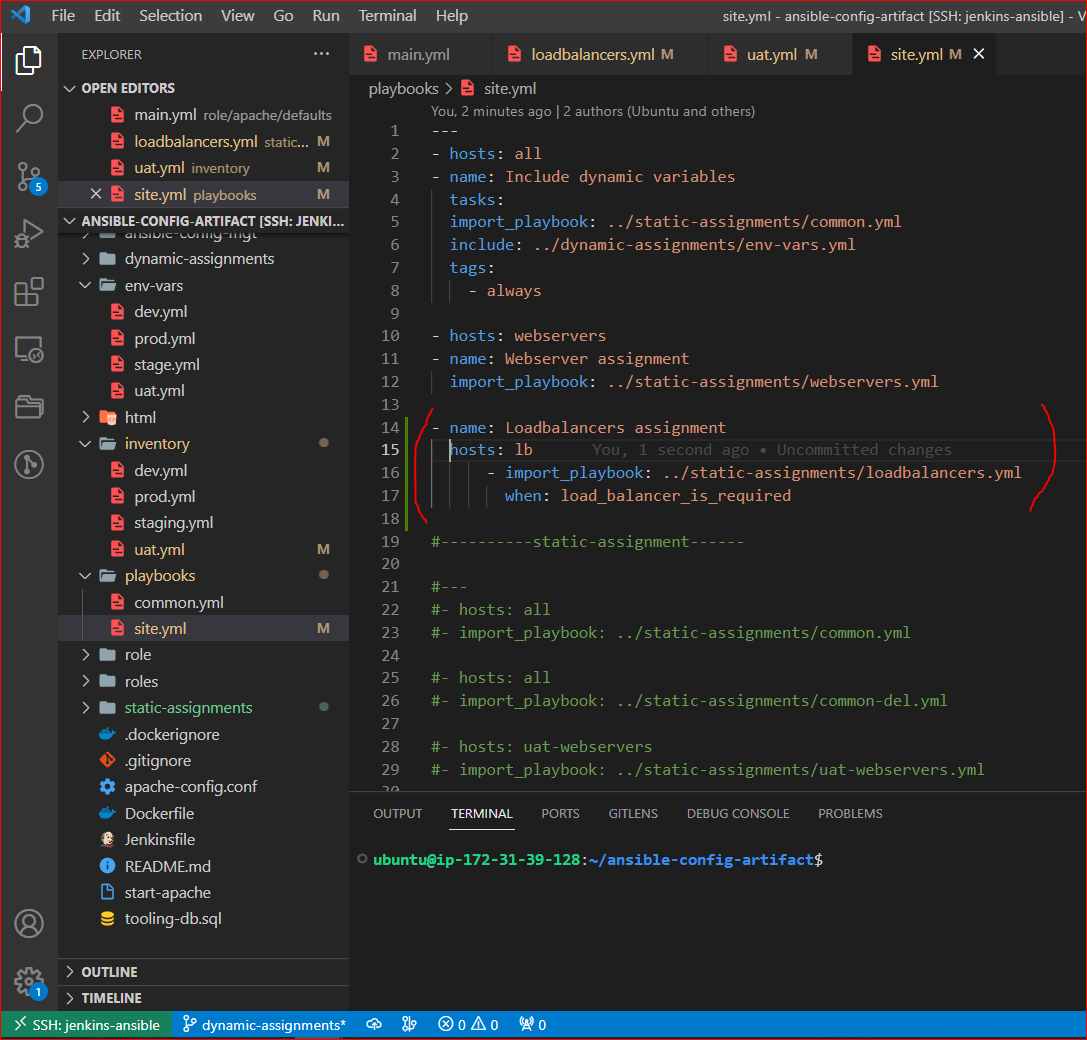 File Edit Selection View Go Run Terminal Help site.yml - ansible-config-artifact [SSH: jenkins-ansible] - V
EXPLORER ···
OPEN EDITORS
main.yml role/apache/defaults
loadbalancers.yml static... M
uat.yml inventory M
site.yml playbooks M
ANSIBLE-CONFIG-ARTIFACT [SSH: JENKI...
ansible-config-mgt
dynamic-assignments
env-vars
dev.yml
prod.yml
stage.yml
uat.yml
html
inventory
dev.yml
prod.yml
staging.yml
uat.yml M
playbooks
common.yml
site.yml M
role
roles
static-assignments
.dockerignore
.gitignore
apache-config.conf
Dockerfile
Jenkinsfile
README.md
start-apache
tooling-db.sql
OUTLINE
TIMELINE
5
1
main.yml loadbalancers.yml M uat.yml M site.yml M
playbooks > site.yml
You, 2 minutes ago | 2 authors (Ubuntu and others)
1 ---
2 - hosts: all
3 - name: Include dynamic variables
4 tasks:
5 import_playbook: ../static-assignments/common.yml
6 include: ../dynamic-assignments/env-vars.yml
7 tags:
8 - always
9
10 - hosts: webservers
11 - name: Webserver assignment
12 import_playbook: ../static-assignments/webservers.yml
13
14 - name: Loadbalancers assignment
15 hosts: lb You, 1 second ago • Uncommitted changes
16 - import_playbook: ../static-assignments/loadbalancers.yml
17 when: load_balancer_is_required
18
19 #----------static-assignment------
20
21 #---
22 #- hosts: all
23 #- import_playbook: ../static-assignments/common.yml
24
25 #- hosts: all
26 #- import_playbook: ../static-assignments/common-del.yml
27
28 #- hosts: uat-webservers
29 #- import_playbook: ../static-assignments/uat-webservers.yml
30
OUTPUT TERMINAL PORTS GITLENS DEBUG CONSOLE PROBLEMS
ubuntu@ip-172-31-39-128:~/ansible-config-artifact$
SSH: jenkins-ansible dynamic-assignments* 0 0 0